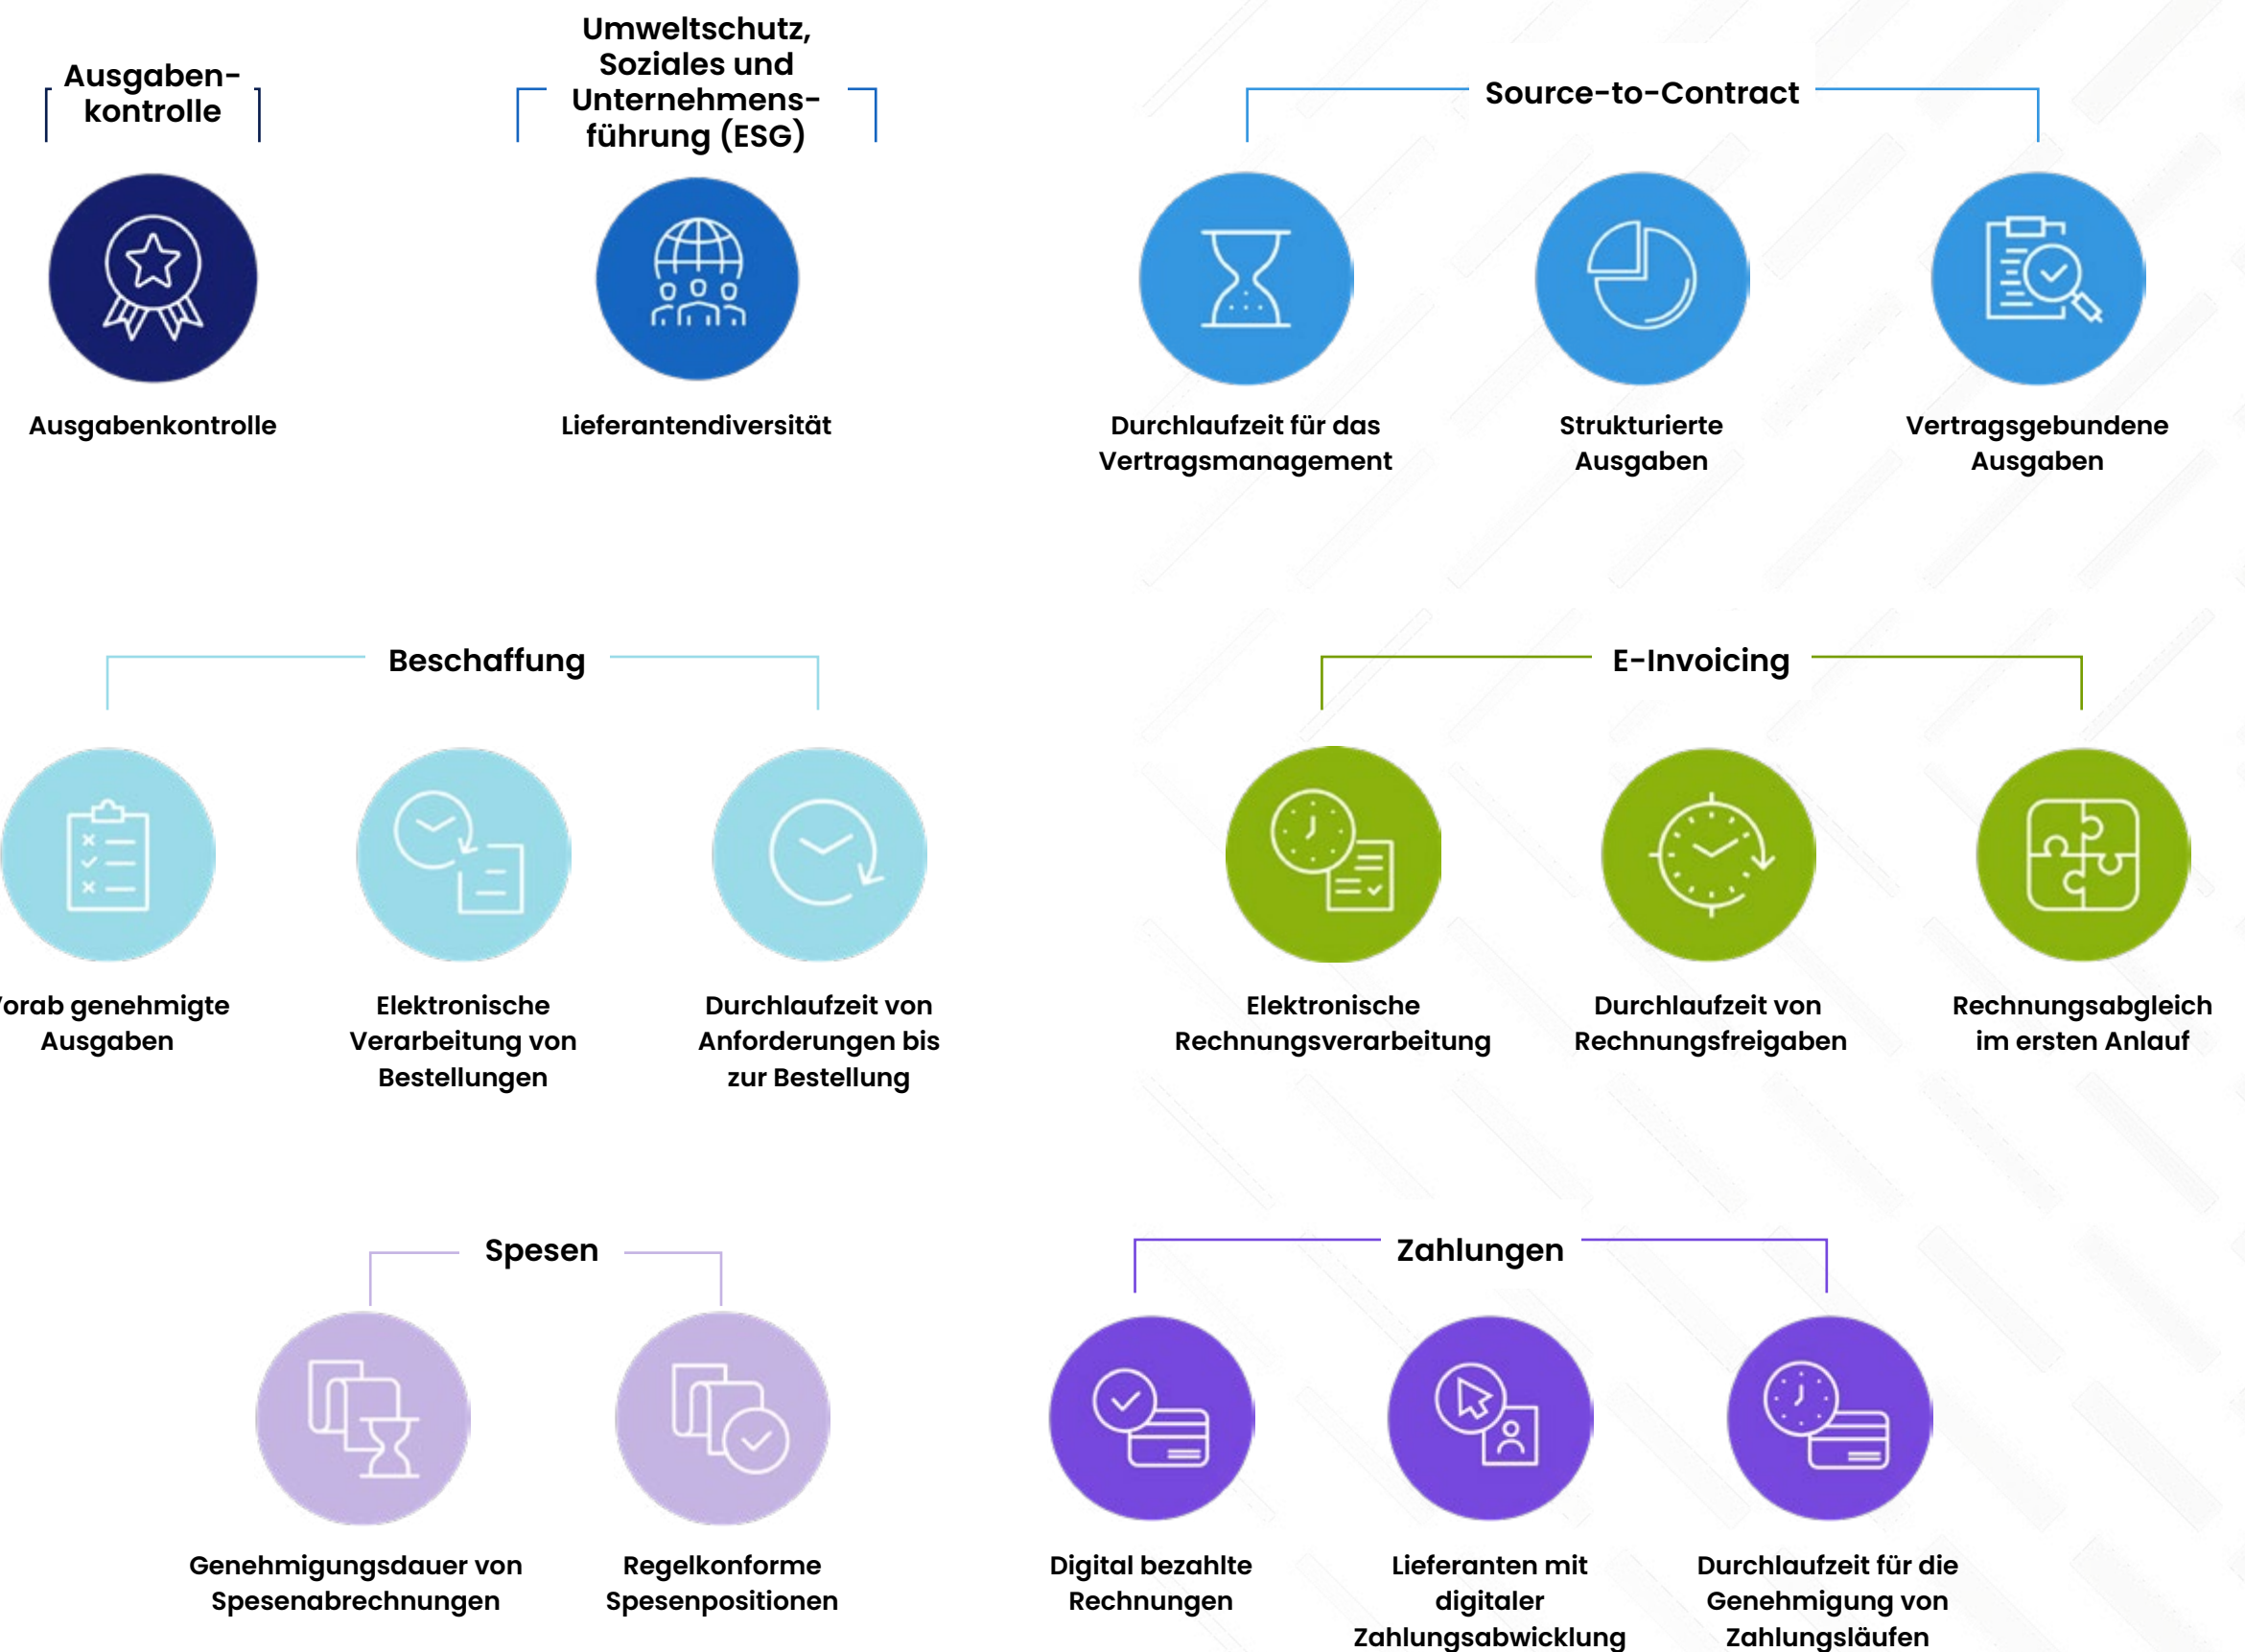 Ausgaben-
kontrolle
Umweltschutz,
Soziales und
Unternehmens-
führung (ESG)
Source-to-Contract
Ausgabenkontrolle
Lieferantendiversität
Durchlaufzeit für das
Vertragsmanagement
Strukturierte
Ausgaben
Vertragsgebundene
Ausgaben
Beschaffung
E-Invoicing
Vorab genehmigte
Ausgaben
Elektronische
Verarbeitung von
Bestellungen
Durchlaufzeit von
Anforderungen bis
zur Bestellung
Elektronische
Rechnungsverarbeitung
Durchlaufzeit von
Rechnungsfreigaben
Rechnungsabgleich
im ersten Anlauf
Spesen
Zahlungen
Genehmigungsdauer von
Spesenabrechnungen
Regelkonforme
Spesenpositionen
Digital bezahlte
Rechnungen
Lieferanten mit
digitaler
Zahlungsabwicklung
Durchlaufzeit für die
Genehmigung von
Zahlungsläufen